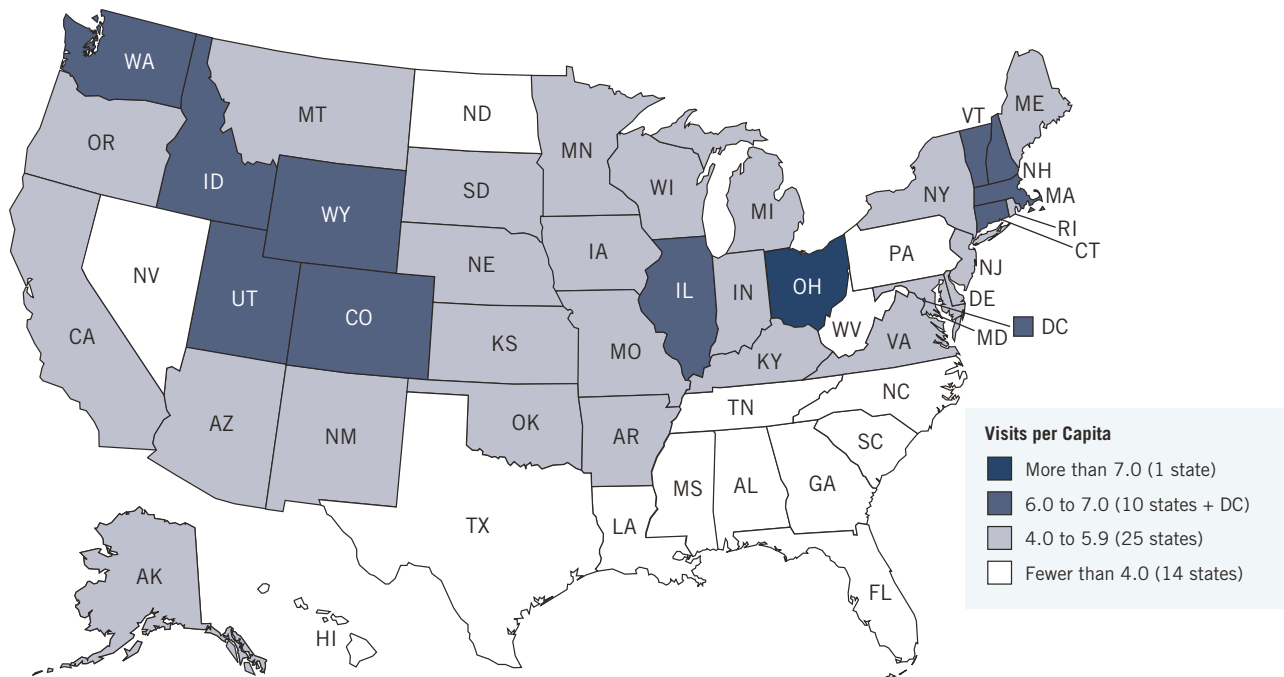 WA
MT
ND
VT
ME
OR
MN
ID
SD
WI
NY
NH
MA
WY
MI
RI
CT
NV
NE
IA
PA
NJ
UT
IL
IN
OH
DE
CO
DC
CA
KS
MO
WV
VA
MD
KY
NC
TN
AZ
NM
OK
AR
SC
MS
AL
GA
TX
LA
AK
FL
HI
Visits per Capita
More than 7.0 (1 state)
6.0 to 7.0 (10 states + DC)
4.0 to 5.9 (25 states)
Fewer than 4.0 (14 states)